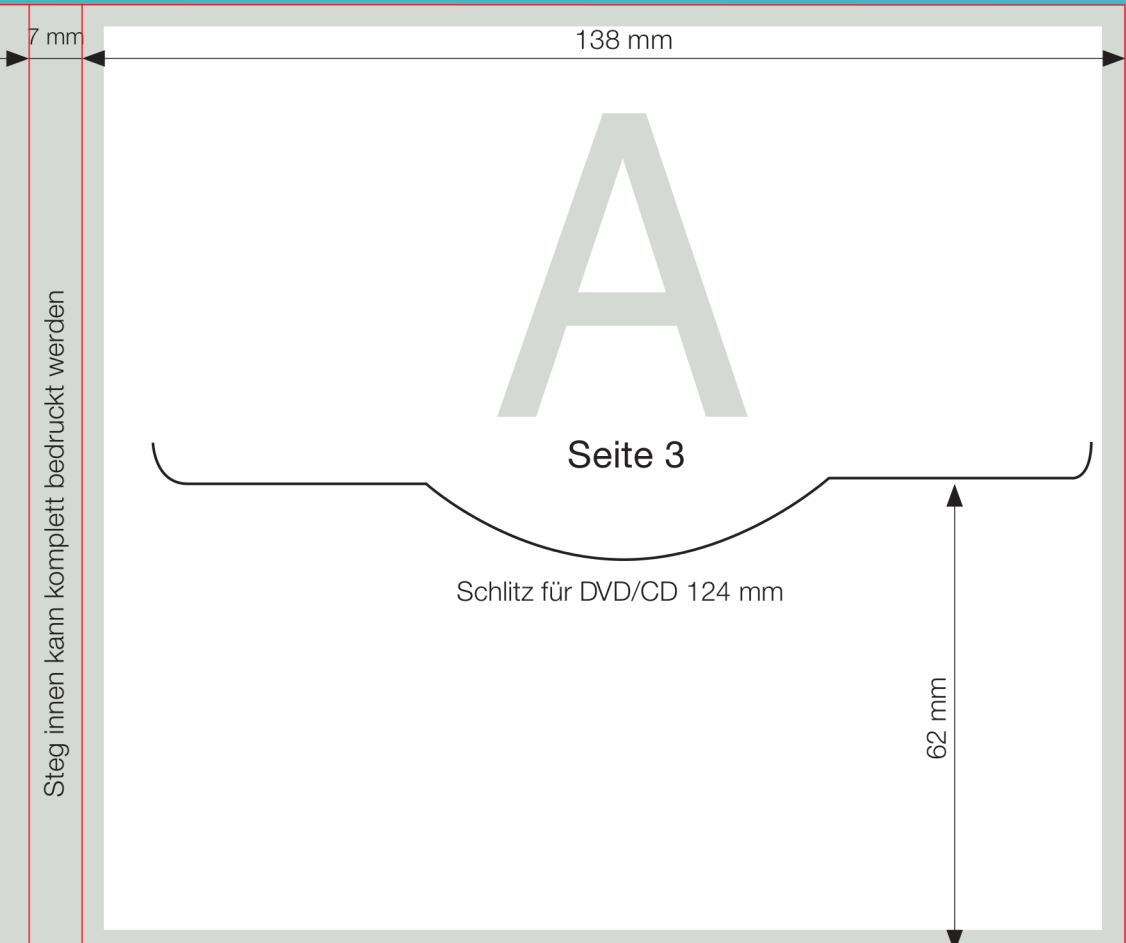 7 mm
138 mm
A
Seite 3
Schlitz für DVD/CD 124 mm
62 mm
Steg innen kann komplett bedruckt werden